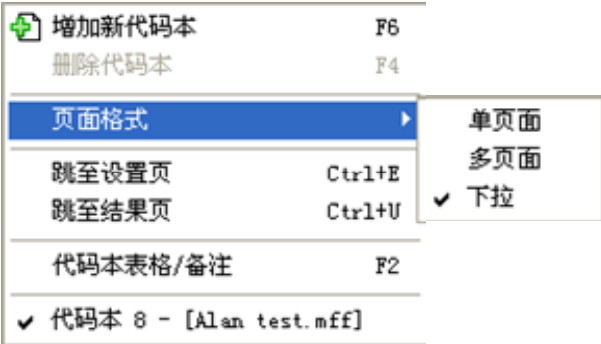 增加新代码本 F6
删除代码本 F4
页面格式
单页面
多页面
下拉
跳至设置页 Ctrl+E
跳至结果页 Ctrl+U
代码本表格/备注 F2
代码本 8 - [Alan test.mff]